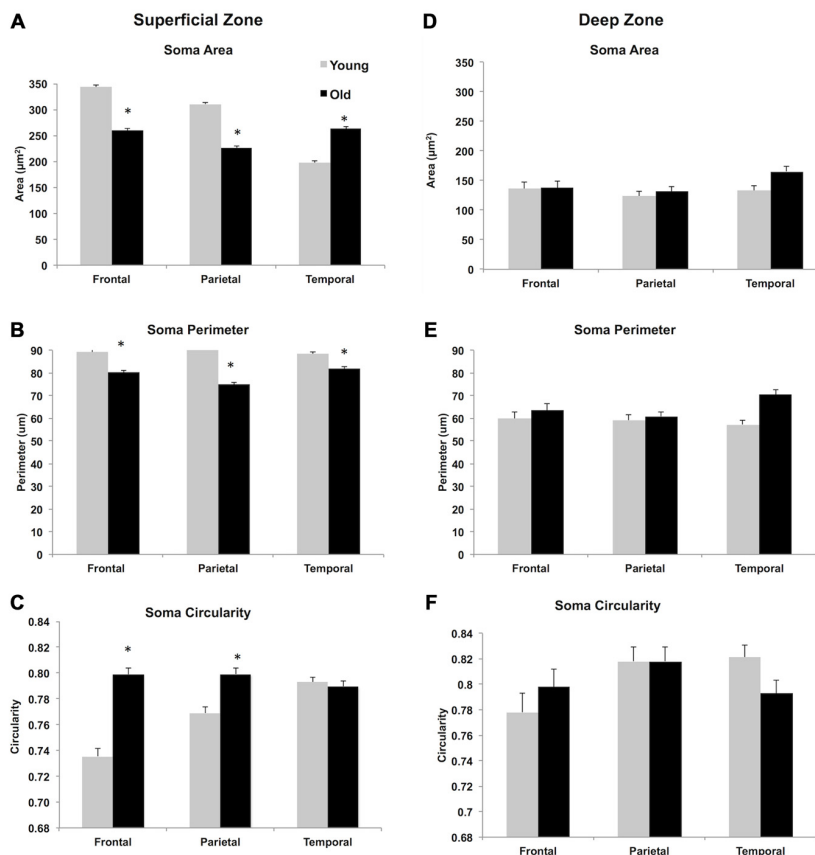 A
Superficial Zone
Soma Area
Young
Old
Area (µm²)
350
300
250
200
150
100
50
0
*
*
*
Frontal
Parietal
Temporal
D
Deep Zone
Soma Area
Area (µm²)
350
300
250
200
150
100
50
0
Frontal
Parietal
Temporal
B
Soma Perimeter
Perimeter (um)
90
80
70
60
50
40
30
20
10
0
*
*
*
Frontal
Parietal
Temporal
E
Soma Perimeter
Perimeter (um)
90
80
70
60
50
40
30
20
10
0
Frontal
Parietal
Temporal
C
Soma Circularity
Circularity
0.84
0.82
0.80
0.78
0.76
0.74
0.72
0.70
0.68
*
*
Frontal
Parietal
Temporal
F
Soma Circularity
Circularity
0.84
0.82
0.8
0.78
0.76
0.74
0.72
0.7
0.68
Frontal
Parietal
Temporal